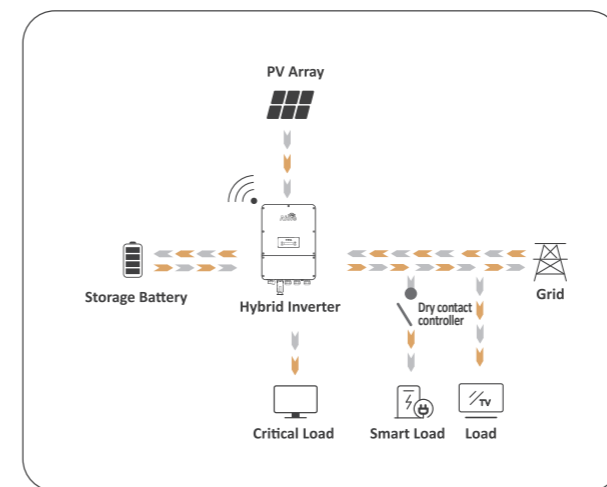 PV Array
Storage Battery
Hybrid Inverter
Dry contact
controller
Grid
TV
Critical Load
Smart Load
Load